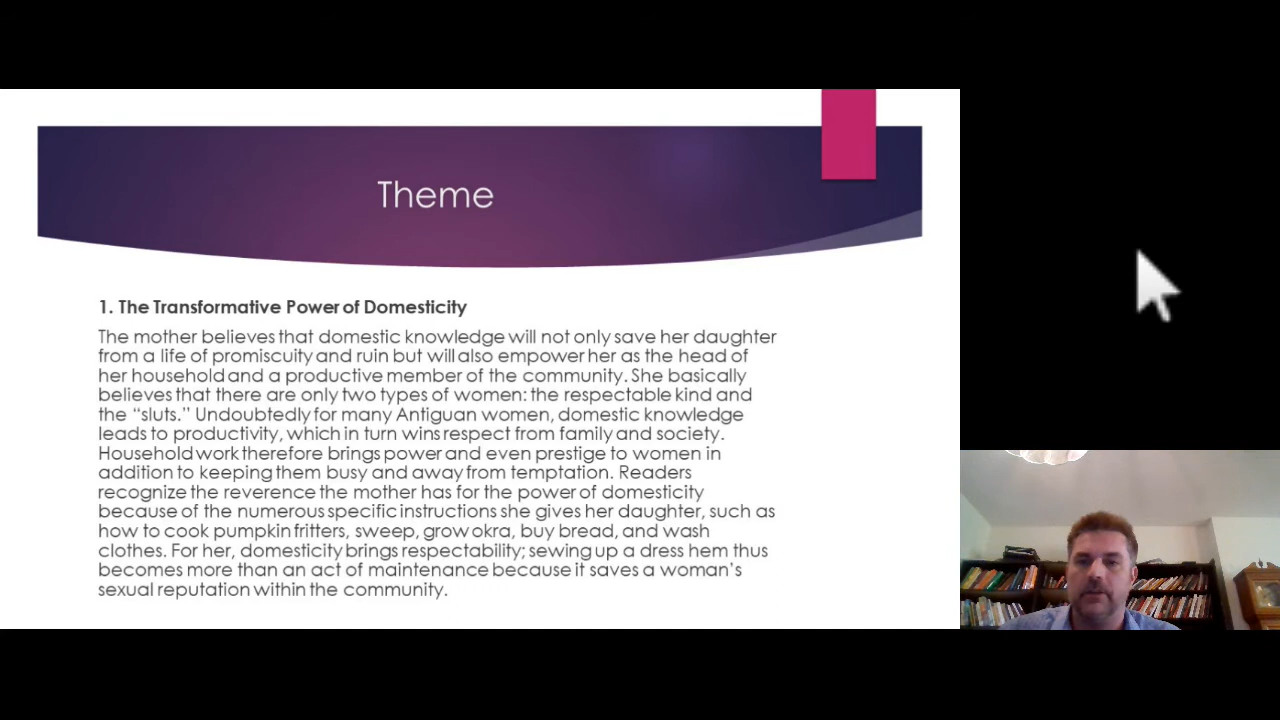 Theme
1. The Transformative Power of Domesticity
The mother believes that domestic knowledge will not only save her daughter
from a life of promiscuity and ruin but will also empower her as the head of
her household and a productive member of the community. She basically
believes that there are only two types of women: the respectable kind and
the “sluts.” Undoubtedly for many Antiguan women, domestic knowledge
leads to productivity, which in turn wins respect from family and society.
Household work therefore brings power and even prestige to women in
addition to keeping them busy and away from temptation. Readers
recognize the reverence the mother has for the power of domesticity
because of the numerous specific instructions she gives her daughter, such as
how to cook pumpkin fritters, sweep, grow okra, buy bread, and wash
clothes. For her, domesticity brings respectability; sewing up a dress hem thus
becomes more than an act of maintenance because it saves a woman’s
sexual reputation within the community.